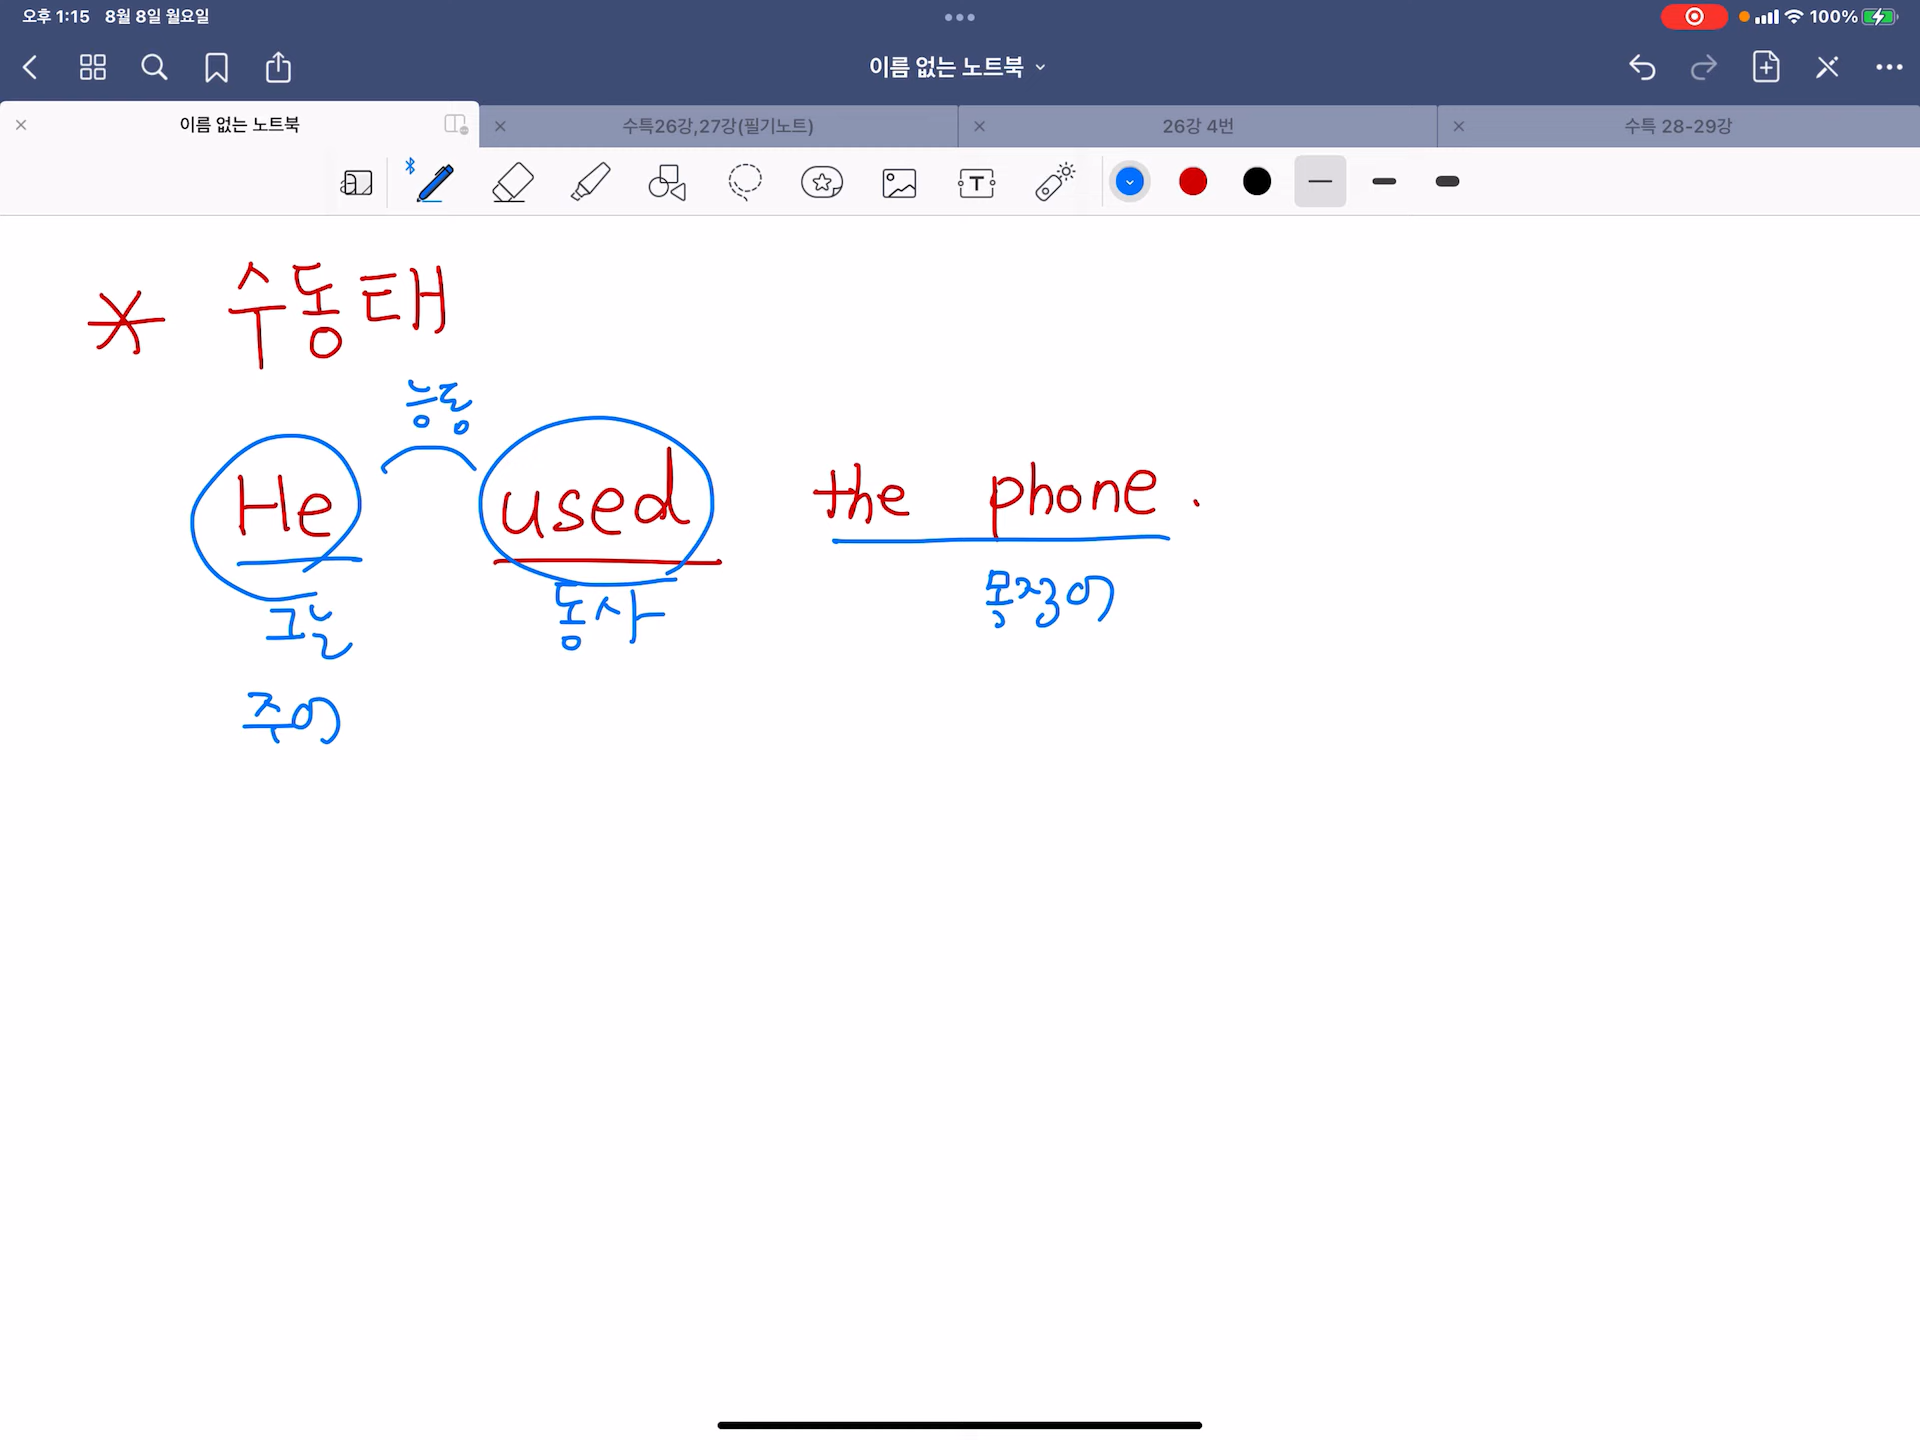 오후 1:15 8월 8일 월요일
100%
이름 없는 노트북
이름 없는 노트북
수특26강,27강(필기노트)
26강 4번
수특 28-29강
* 수동태
능동
He used the phone.
그는 동사 목적어
주어